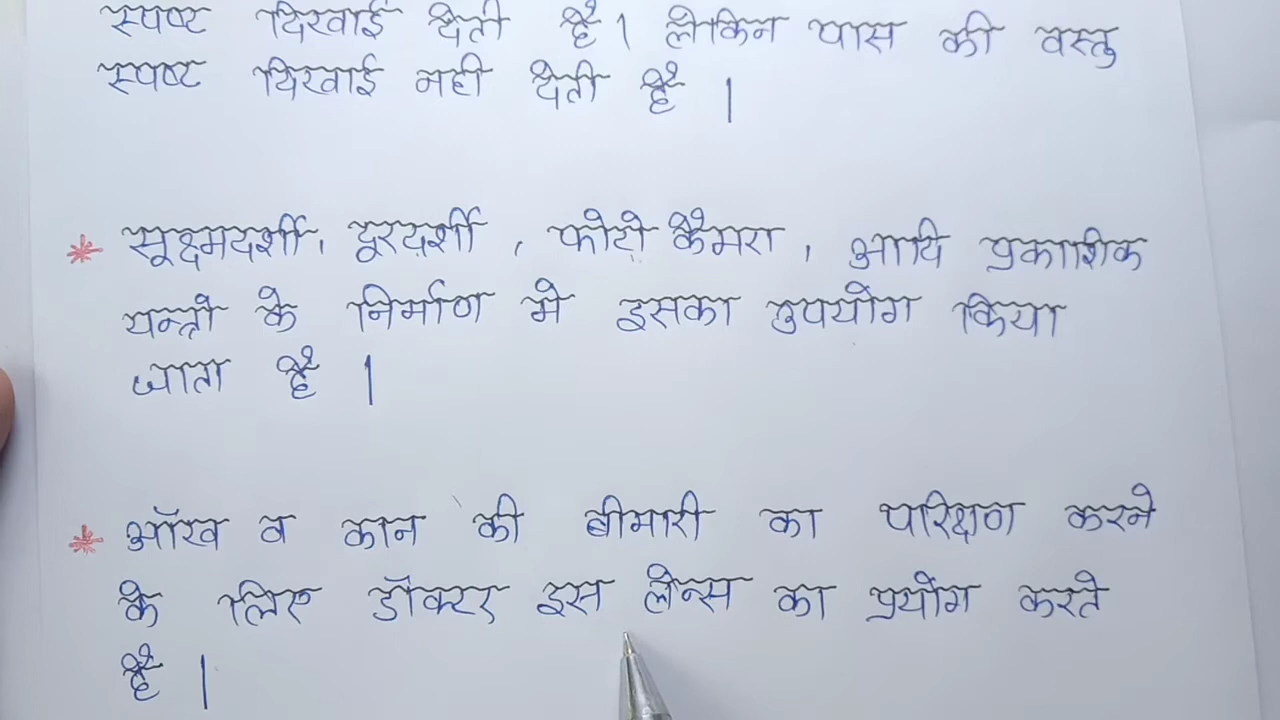 स्पष्ट दिखाई देती है। लेकिन पास की वस्तु
स्पष्ट दिखाई नही देती है |
* सूक्ष्मदर्शी, दूरदर्शी , फोटो कैमरा , आदि प्रकाशिक
यन्त्रो के निर्माण मे इसका उपयोग किया
जाता है |
* ऑख व कान की बीमारी का परिक्षण करने
के लिए डॉक्टर इस लेन्स का प्रयोग करते
है |